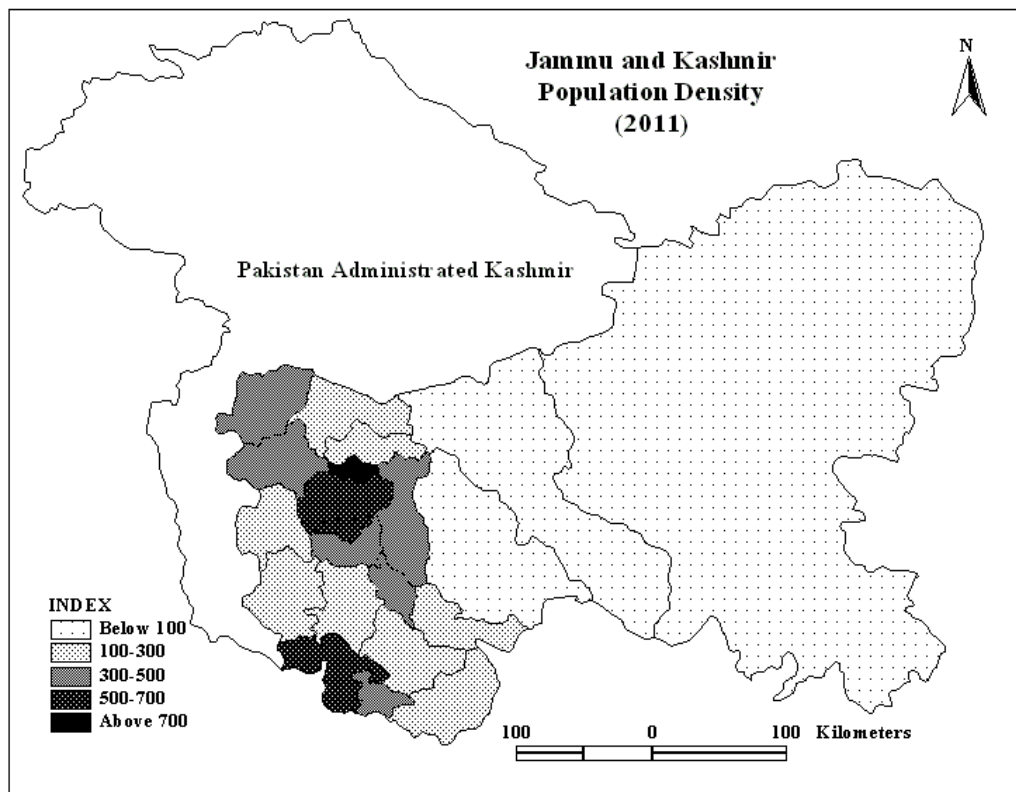 Jammu and Kashmir
Population Density
(2011)
N
Pakistan Administrated Kashmir
INDEX
Below 100
100-300
300-500
500-700
Above 700
100 0 100 Kilometers